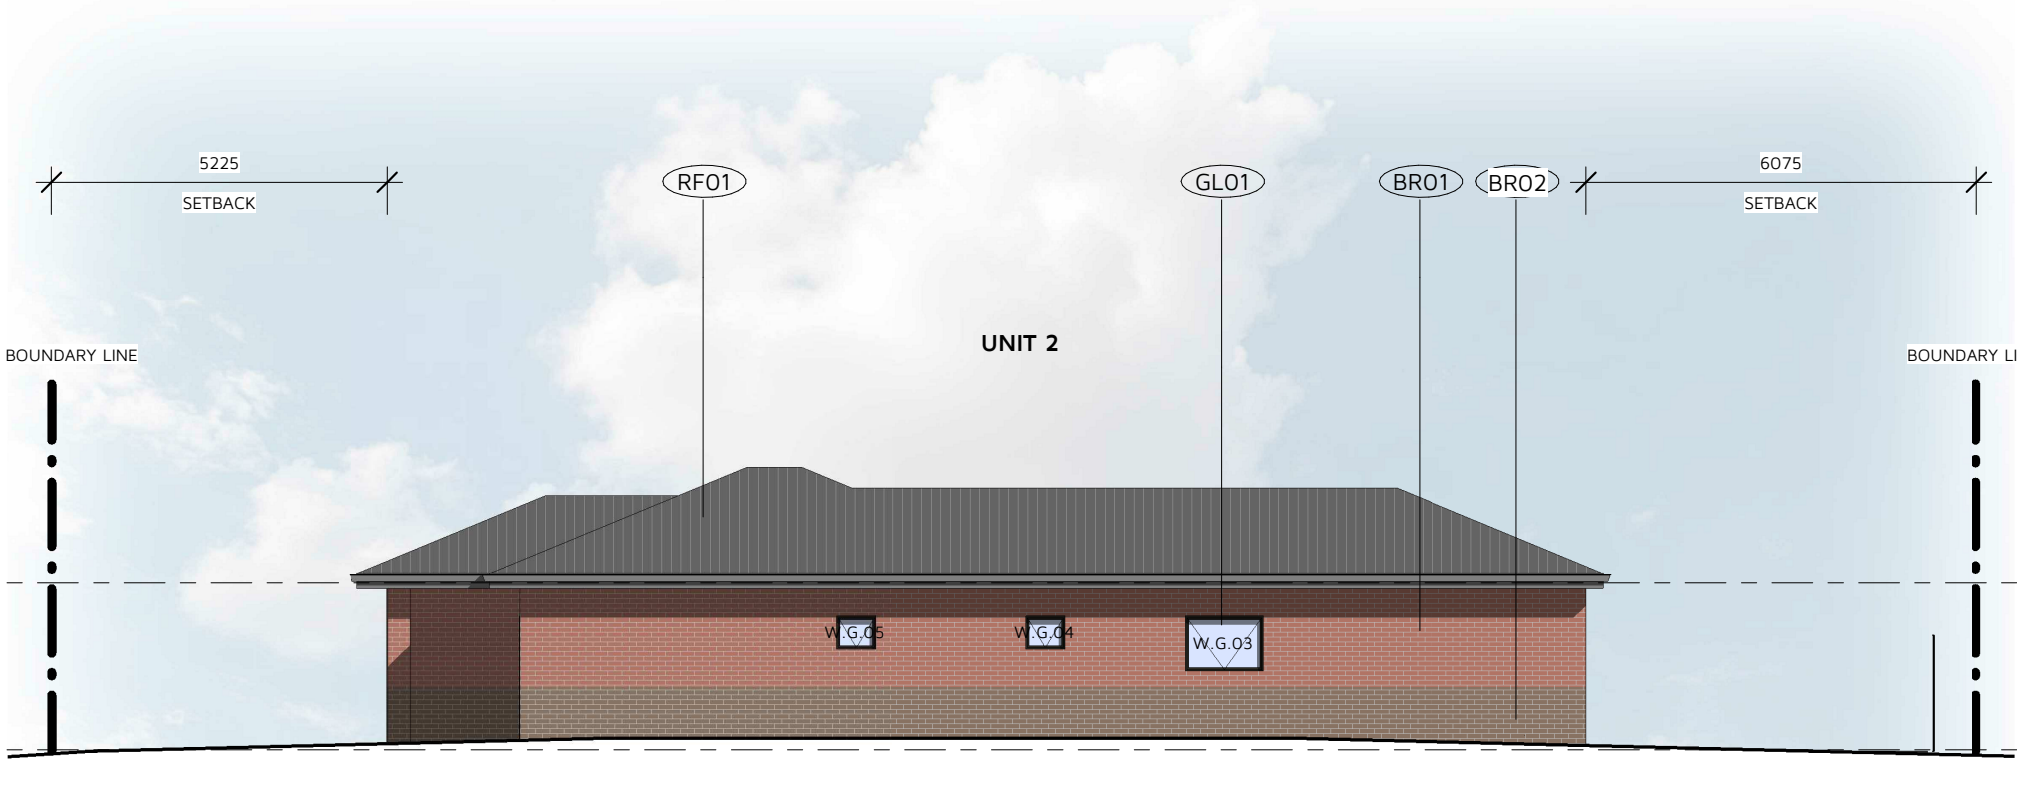 5225
SETBACK
RF01
GL01
BR01
BR02
6075
SETBACK
UNIT 2
BOUNDARY LINE
BOUNDARY LI
W.G.05
W.G.04
W.G.03